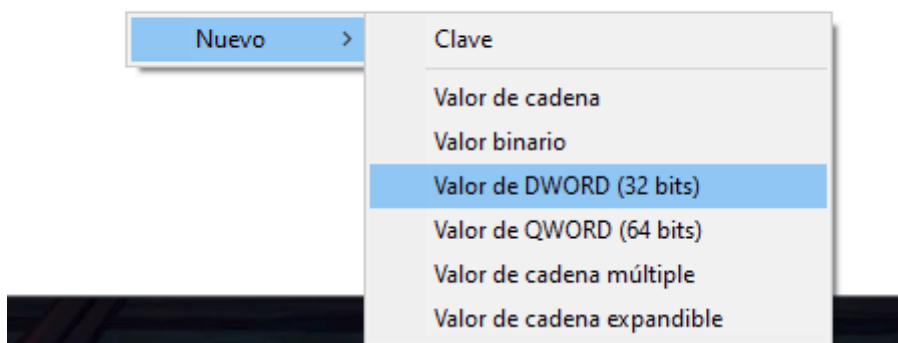 Nuevo
Clave
Valor de cadena
Valor binario
Valor de DWORD (32 bits)
Valor de QWORD (64 bits)
Valor de cadena múltiple
Valor de cadena expandible